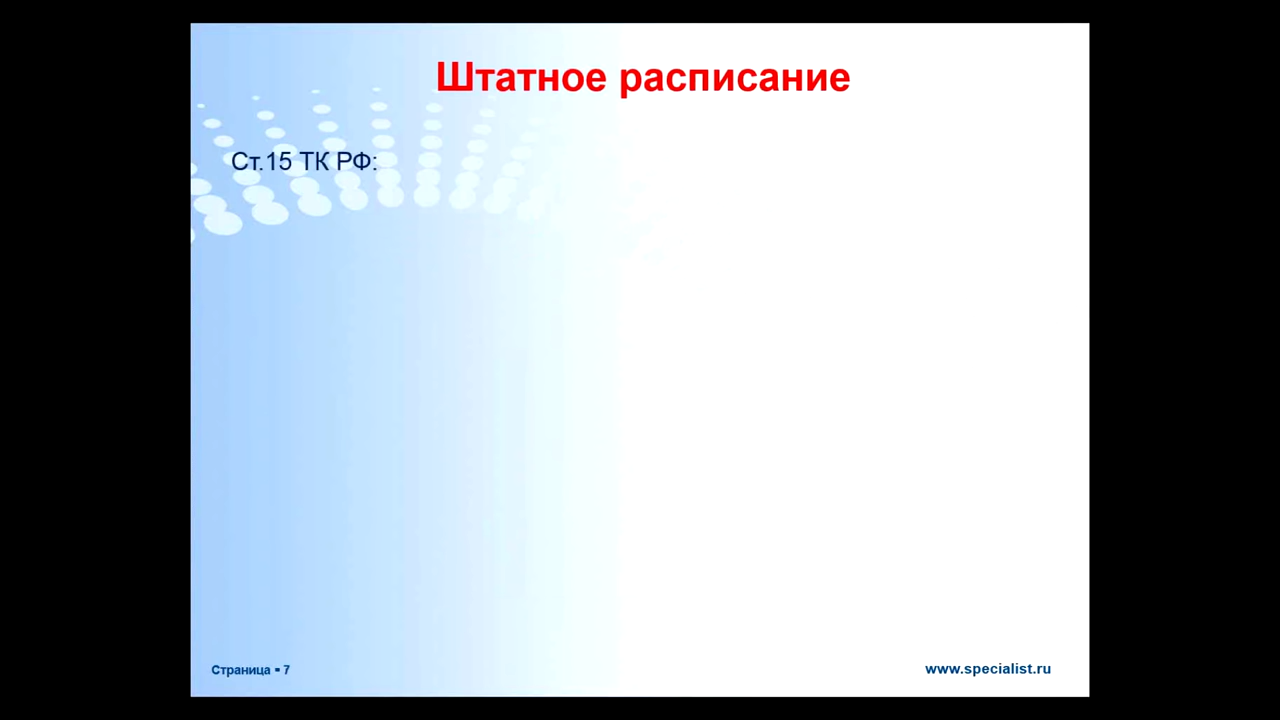 Штатное расписание
Ст.15 ТК РФ:
Страница ▪ 7
www.specialist.ru